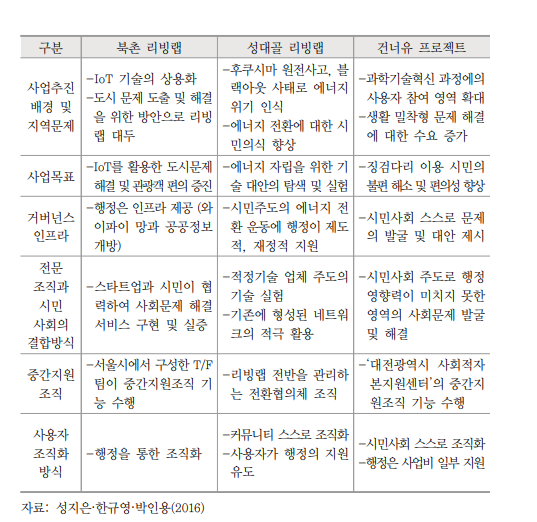 구분 북촌 리빙랩 성대골 리빙랩 건너유 프로젝트
사업추진
배경 및
지역문제
–IoT 기술의 상용화
–도시 문제 도출 및 해결
을 위한 방안으로 리빙
랩 대두
–후쿠시마 원전사고, 블
랙아웃 사태로 에너지
위기 인식
–에너지 전환에 대한 시
민의식 향상
–과학기술혁신 과정에의
사용자 참여 영역 확대
–생활 밀착형 문제 해결
에 대한 수요 증가
사업목표
–IoT를 활용한 도시문제
해결 및 관광객 편의 증진
–에너지 자립을 위한 기
술 대안의 탐색 및 실험
–징검다리 이용 시민의
불편 해소 및 편의성 향상
거버넌스
인프라
–행정은 인프라 제공 (와
이파이 망과 공공정보
개방)
–시민주도의 에너지 전
환 운동에 행정이 제도
적, 재정적 지원
–시민사회 스스로 문제
의 발굴 및 대안 제시
전문
조직과
시민
사회의
결합방식
–스타트업과 시민이 협
력하여 사회문제 해결
서비스 구현 및 실증
–적정기술 업체 주도의
기술 실험
–기존에 형성된 네트워
크의 적극 활용
–시민사회 주도로 행정
영향력이 미치지 못한
영역의 사회문제 발굴
및 해결
중간지원
조직
–서울시에서 구성한 T/F
팀이 중간지원조직 기
능 수행
–리빙랩 전반을 관리하
는 전환협의체 조직
–‘대전광역시 사회적자
본지원센터’의 중간지
원조직 기능 수행
사용자
조직화
방식
–행정을 통한 조직화
–커뮤니티 스스로 조직화
–사용자가 행정의 지원
유도
–시민사회 스스로 조직화
–행정은 사업비 일부 지원
자료: 성지은·한규영·박인용(2016)